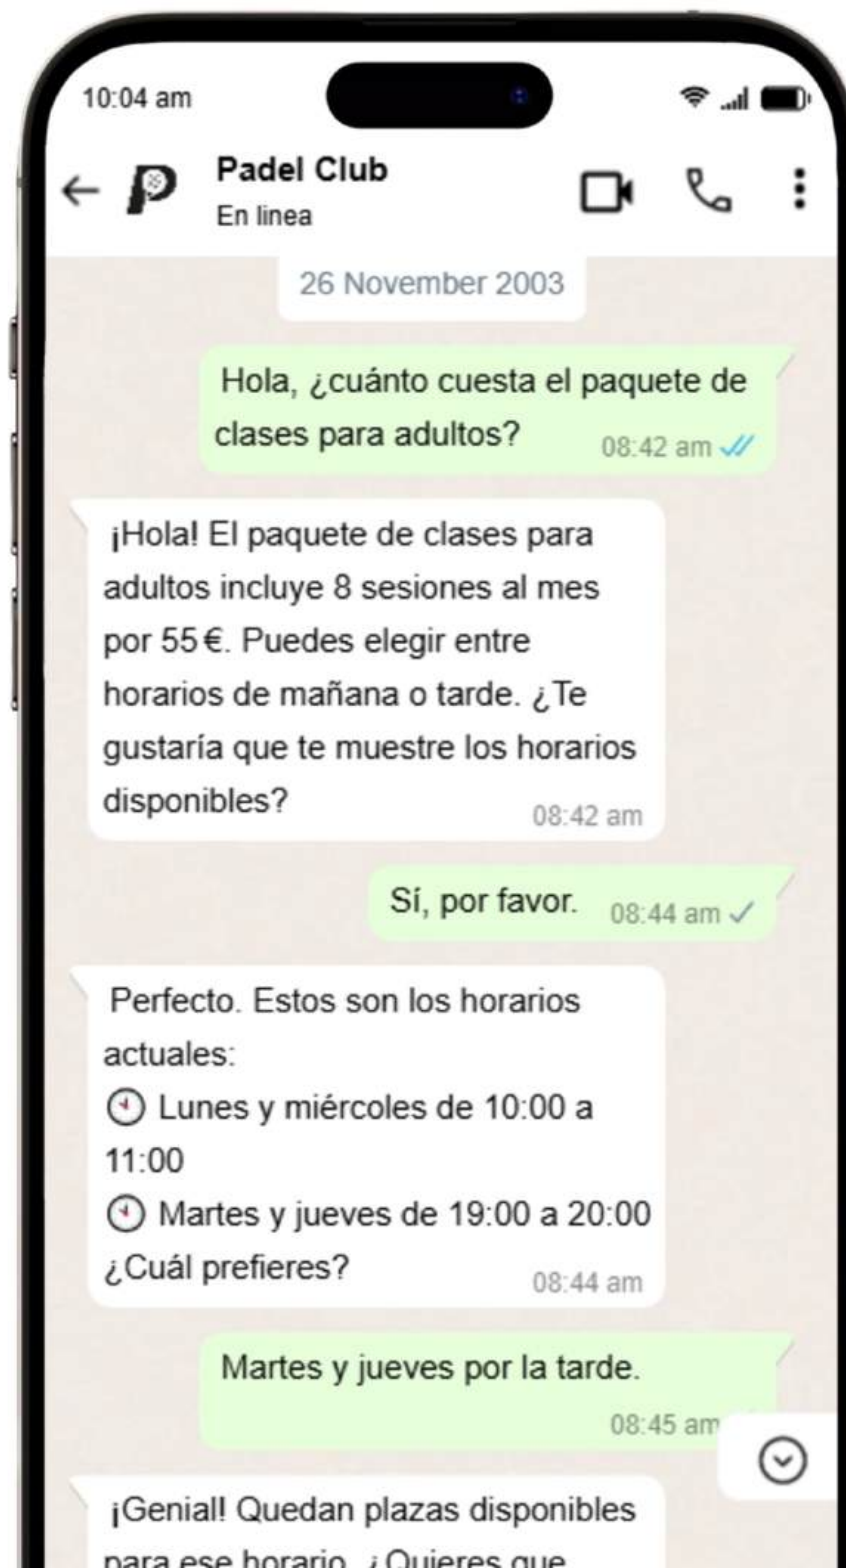 10:04 am
Padel Club
En linea
26 November 2003
Hola, ¿cuánto cuesta el paquete de
clases para adultos?
08:42 am
¡Hola! El paquete de clases para
adultos incluye 8 sesiones al mes
por 55 €. Puedes elegir entre
horarios de mañana o tarde. ¿Te
gustaría que te muestre los horarios
disponibles?
08:42 am
Sí, por favor. 08:44 am
Perfecto. Estos son los horarios
actuales:
🕙 Lunes y miércoles de 10:00 a
11:00
🕙 Martes y jueves de 19:00 a 20:00
¿Cuál prefieres?
08:44 am
Martes y jueves por la tarde.
08:45 am
¡Genial! Quedan plazas disponibles
para ese horario. ¿Quieres que